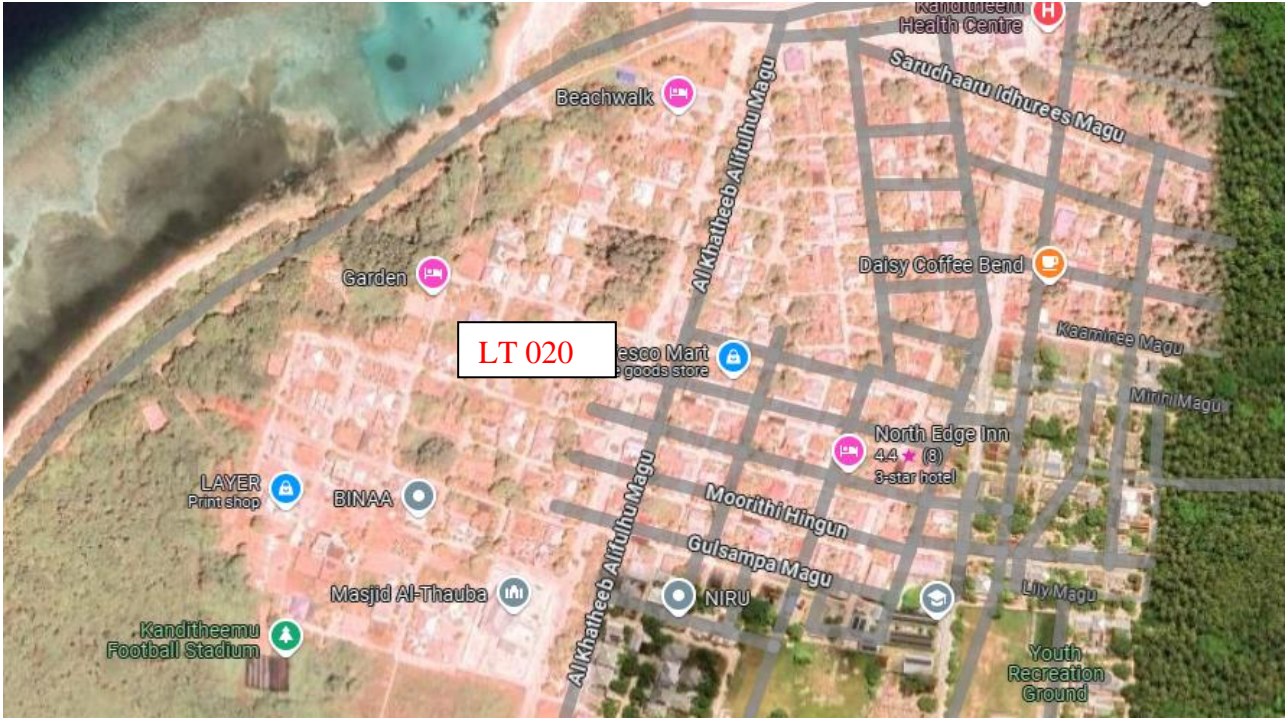 Kanditheem
Health Centre
H
Saruchaaru Idhurees Magu
Beachwalk
Al Khatheeb Alifulhu Magu
Daisy Coffee Bend
Garden
LT 020
esco Mart
goods store
Kaaminee Magu
Mirihi Magu
North Edge Inn
4.4 ★ (8)
3-star hotel
LAYER
Print shop
BINAA
Moorithi Hingun
Gulsampa Magu
Al Khatheeb Alifulhu Magu
Masjid Al-Thauba
NIRU
Lily Magu
Kanditheemu
Football Stadium
Youth
Recreation
Ground